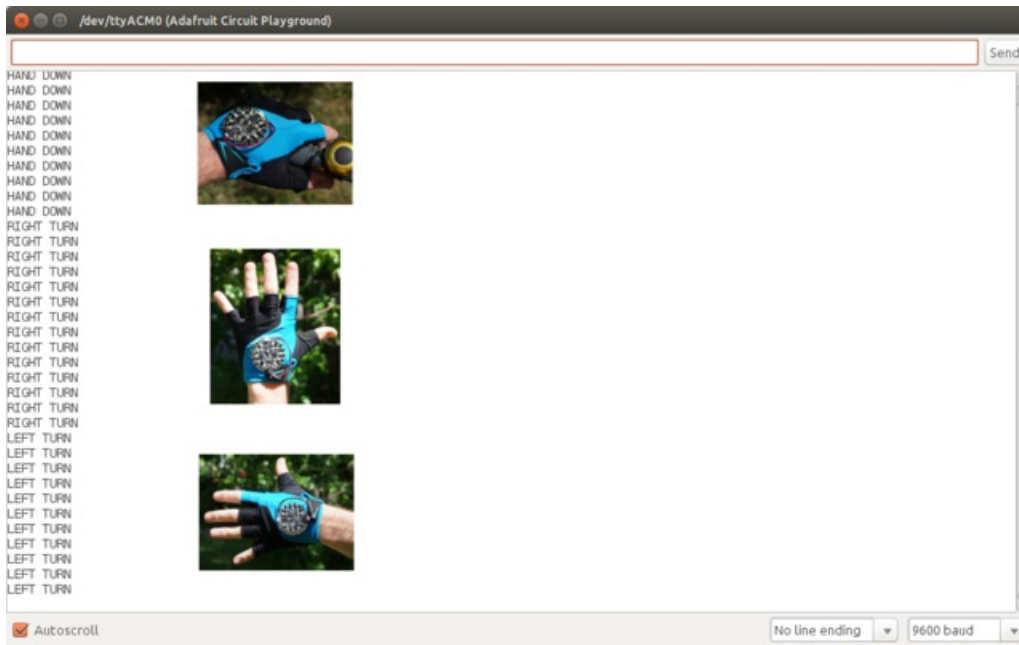 /dev/ttyACM0 (Adafruit Circuit Playground)
Send
HAND DOWN
HAND DOWN
HAND DOWN
HAND DOWN
HAND DOWN
HAND DOWN
HAND DOWN
HAND DOWN
HAND DOWN
HAND DOWN
RIGHT TURN
RIGHT TURN
RIGHT TURN
RIGHT TURN
RIGHT TURN
RIGHT TURN
RIGHT TURN
RIGHT TURN
RIGHT TURN
RIGHT TURN
RIGHT TURN
RIGHT TURN
RIGHT TURN
RIGHT TURN
LEFT TURN
LEFT TURN
LEFT TURN
LEFT TURN
LEFT TURN
LEFT TURN
LEFT TURN
LEFT TURN
LEFT TURN
LEFT TURN
LEFT TURN
Autoscroll
No line ending
9600 baud